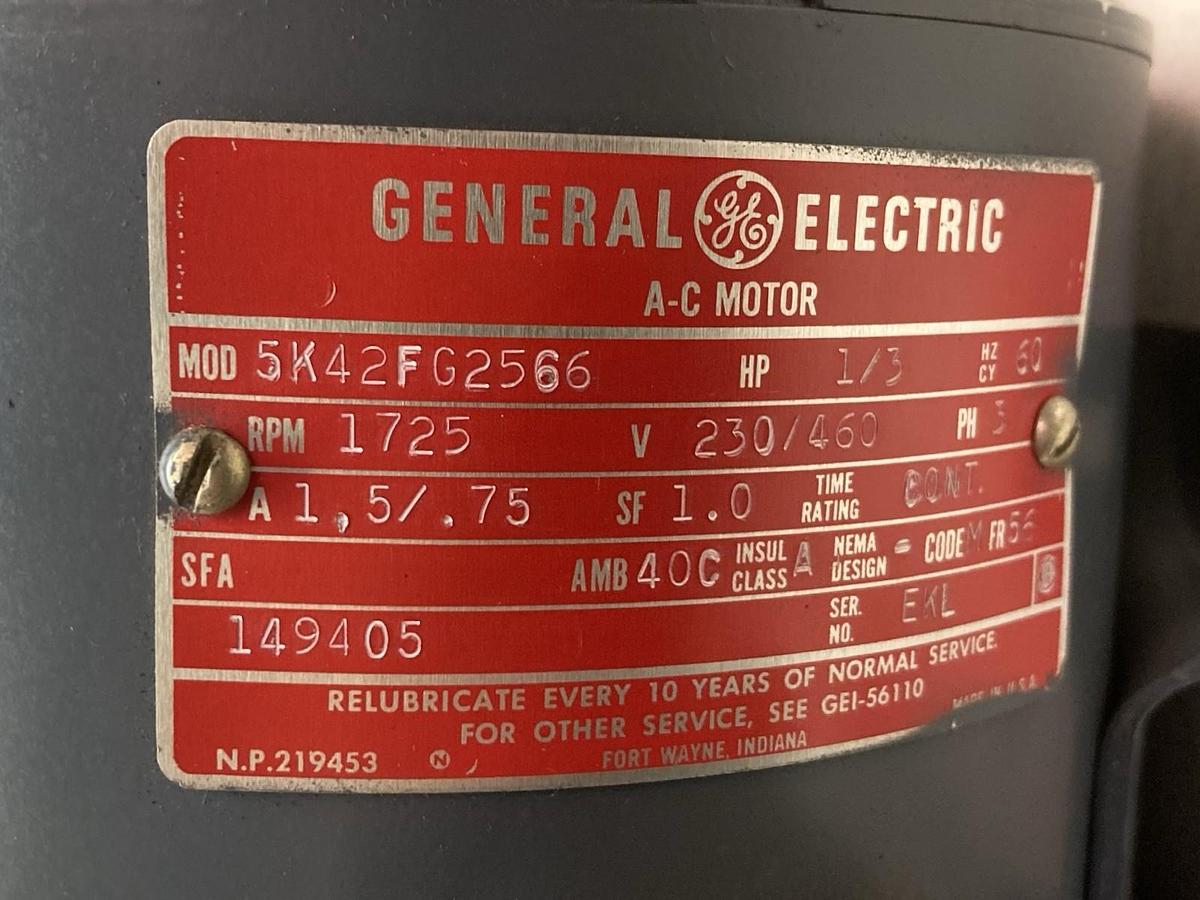 GENERAL GE ELECTRIC
A-C MOTOR
MOD 5K42FG2566 HP 1/3 HZ CY 60
RPM 1725 V 230/460 PH 3
A 1,5/.75 SF 1.0 TIME RATING CONT.
SFA AMB 40C INSUL CLASS A NEMA DESIGN - CODE M FR 56
149405 SER. NO. EKL
RELUBRICATE EVERY 10 YEARS OF NORMAL SERVICE.
FOR OTHER SERVICE, SEE GEI-56110
N.P.219453 N FORT WAYNE, INDIANA MADE IN U.S.A.